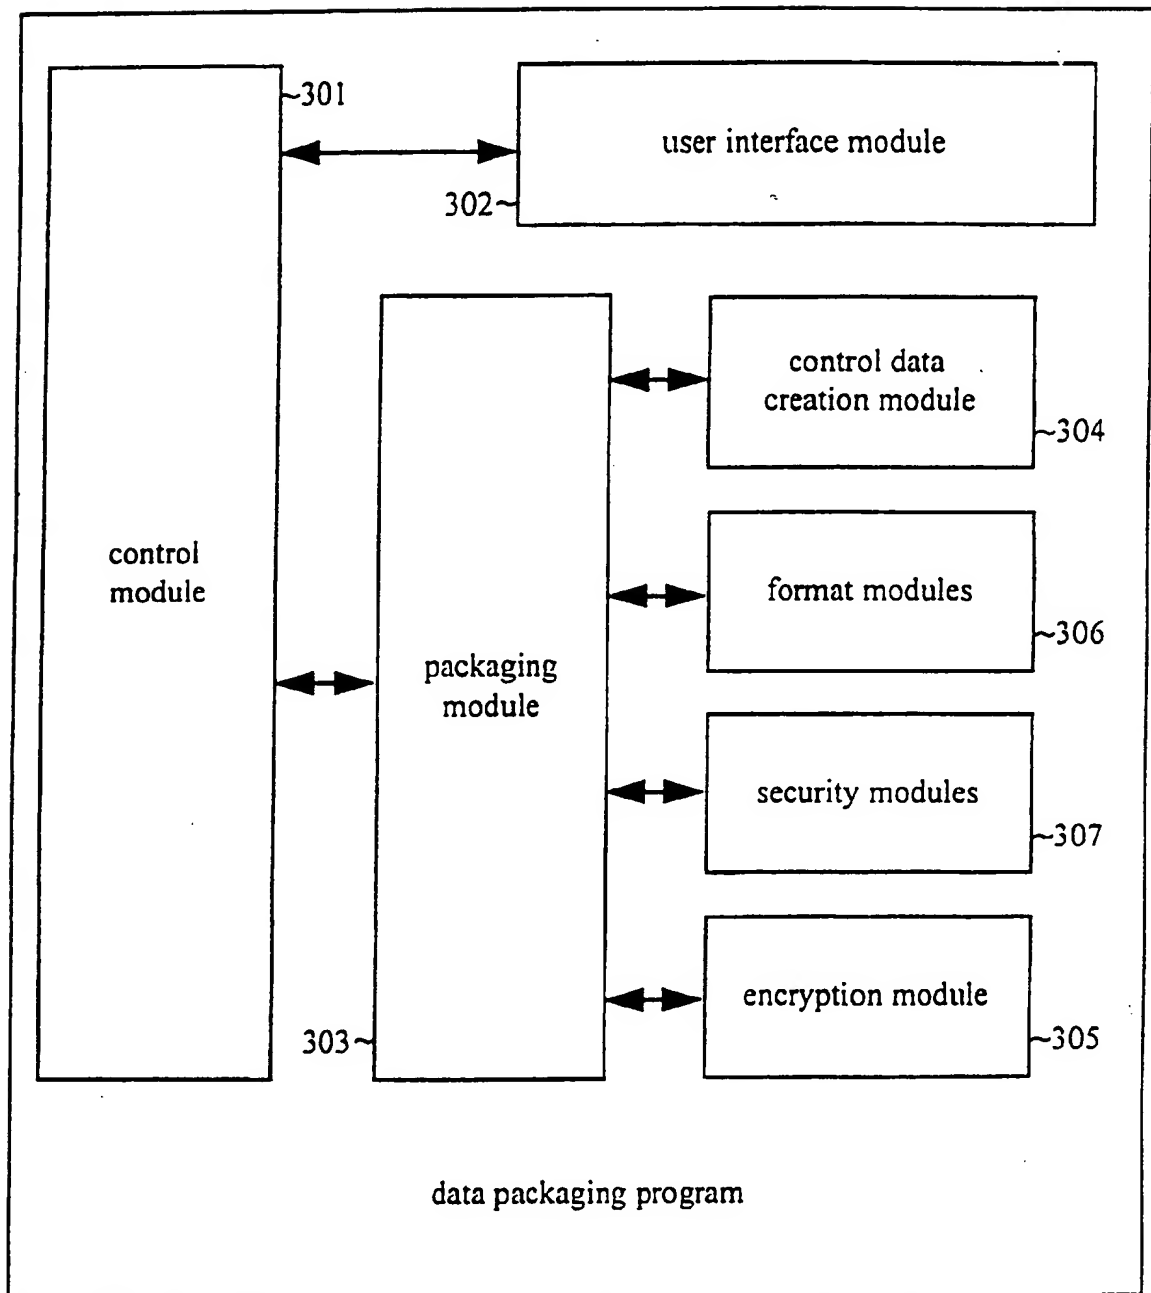 301
user interface module
302
control data
creation module
304
control
module
format modules
306
packaging
module
security modules
307
encryption module
303
305
data packaging program